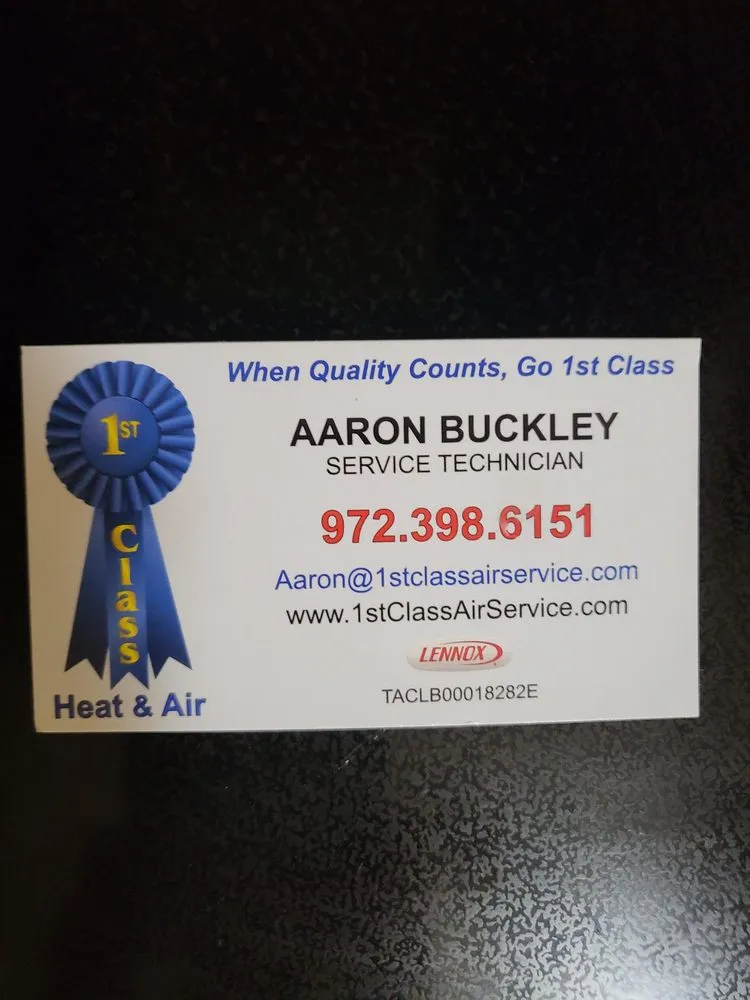 When Quality Counts, Go 1st Class
1ST
Class
Heat & Air
AARON BUCKLEY
SERVICE TECHNICIAN
972.398.6151
Aaron@1stclassairservice.com
www.1stClassAirService.com
LENNOX
TACLB00018282E